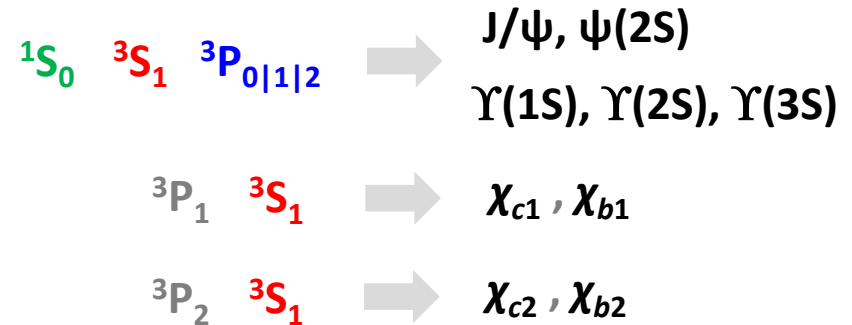 ¹S₀ ³S₁ ³P₀|₁|₂ J/ψ, ψ(2S)
ϒ(1S), ϒ(2S), ϒ(3S)
³P₁ ³S₁ χc1 , χb1
³P₂ ³S₁ χc2 , χb2